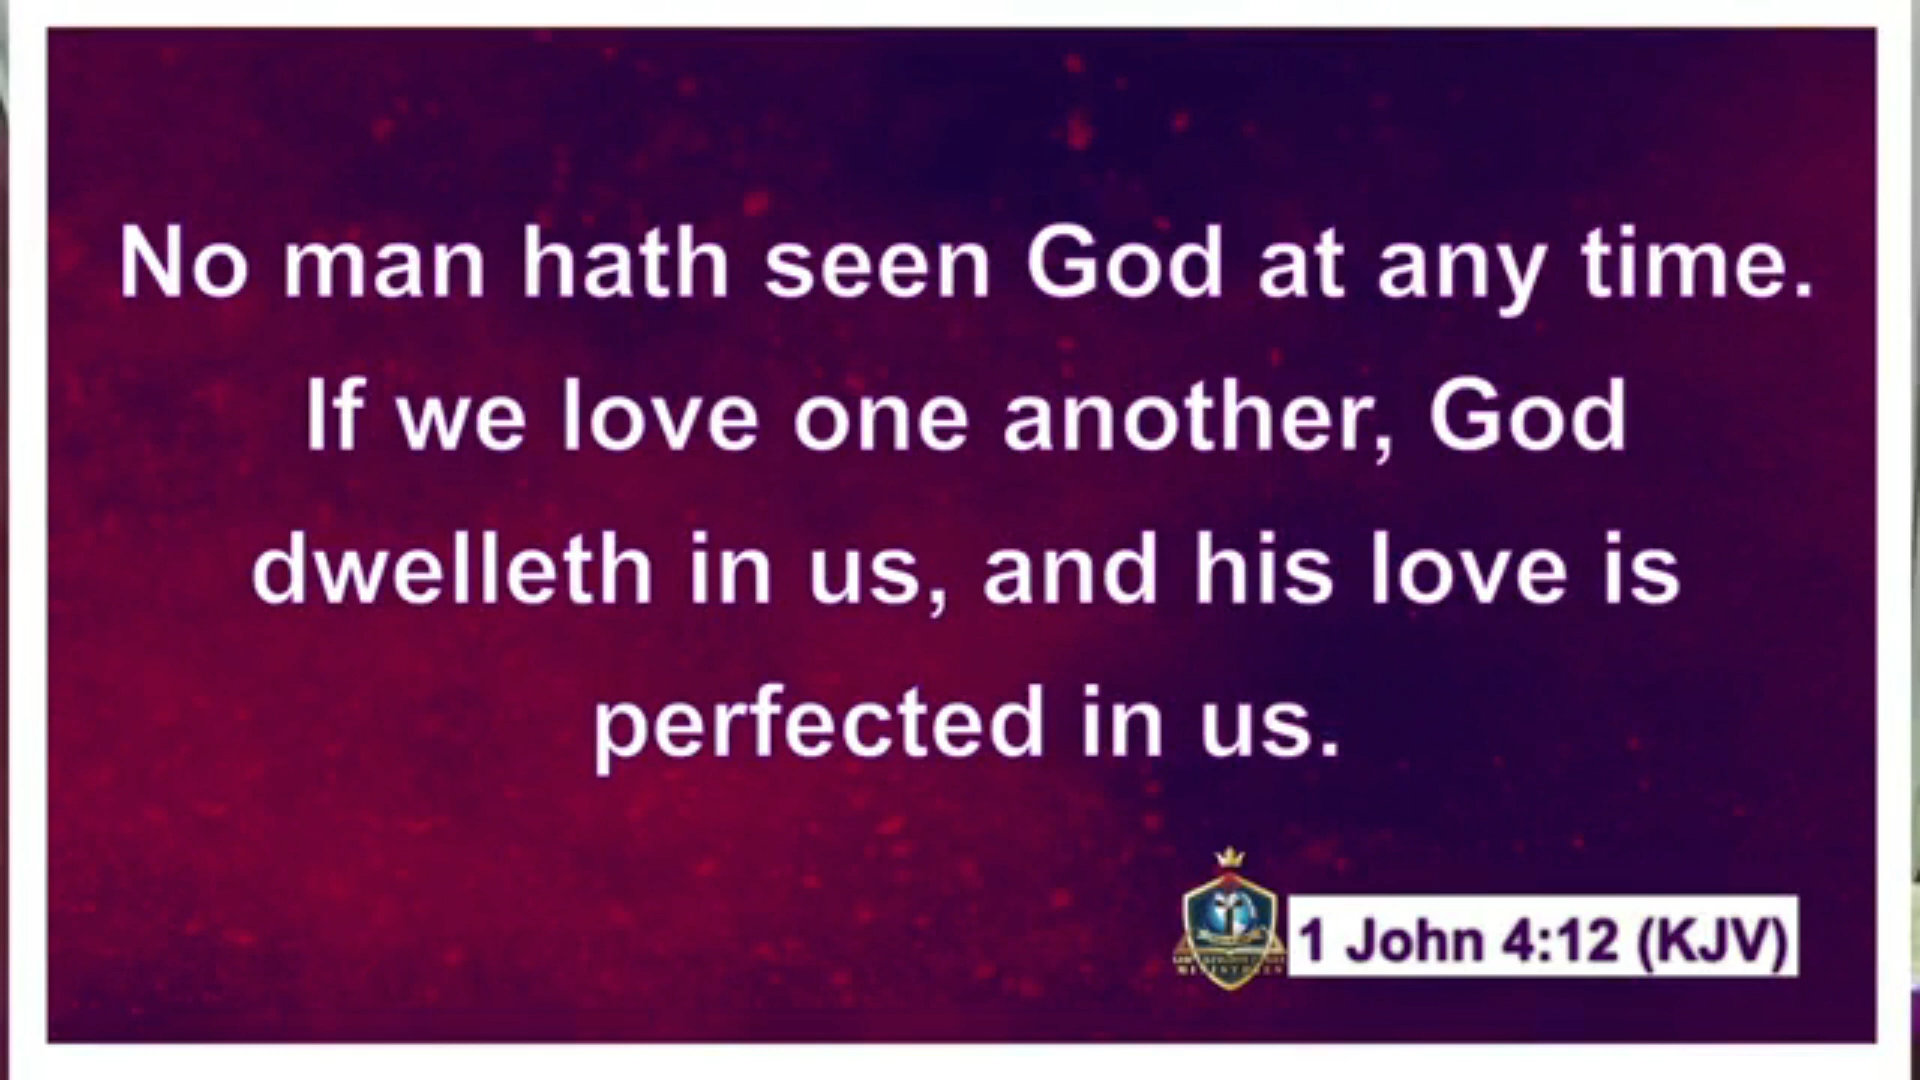 No man hath seen God at any time.
If we love one another, God
dwelleth in us, and his love is
perfected in us.
1 John 4:12 (KJV)